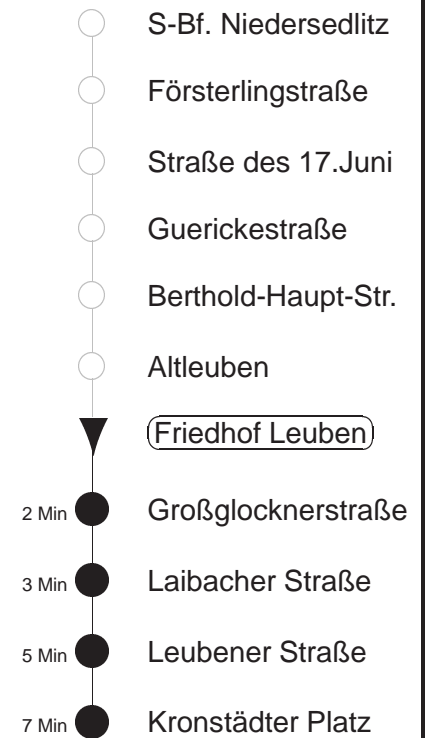 S-Bf. Niedersedlitz
Försterlingstraße
Straße des 17.Juni
Guerickestraße
Berthold-Haupt-Str.
Altleuben
Friedhof Leuben
2 Min Großglocknerstraße
3 Min Laibacher Straße
5 Min Leubener Straße
7 Min Kronstädter Platz